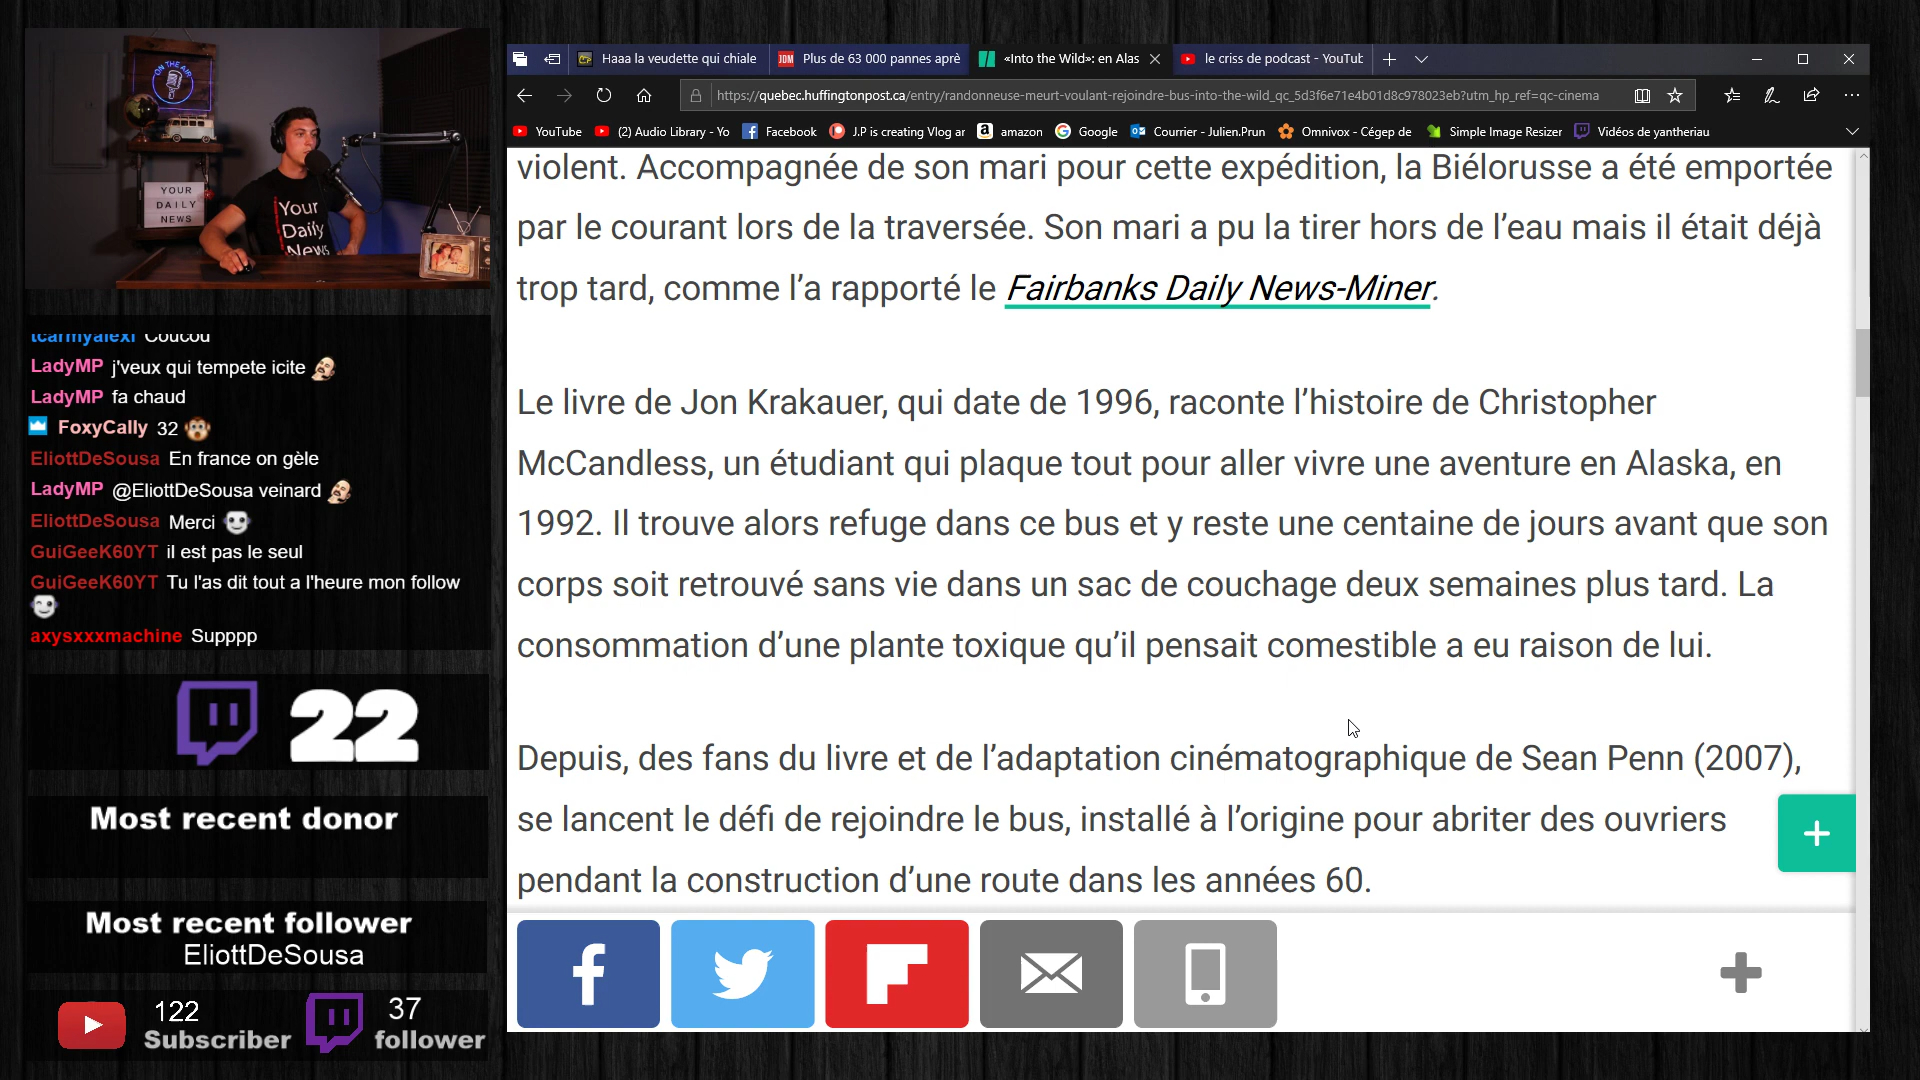 ON THE AIR
YOUR
DAILY
NEWS
Your
Daily
News
tcarmyalexi Coucou
LadyMP j'veux qui tempete icite
LadyMP fa chaud
FoxyCally 32
EliottDeSousa En france on gèle
LadyMP @EliottDeSousa veinard
EliottDeSousa Merci
GuiGeeK60YT il est pas le seul
GuiGeeK60YT Tu l'as dit tout a l'heure mon follow
axysxxxmachine Supppp
22
Most recent donor
Most recent follower
EliottDeSousa
122
Subscriber
37
follower
Haaa la veudette qui chiale
JDM Plus de 63 000 pannes aprè
«Into the Wild»: en Alas
le criss de podcast - YouTub
https://quebec.huffingtonpost.ca/entry/randonneuse-meurt-voulant-rejoindre-bus-into-the-wild_qc_5d3f6e71e4b01d8c978023eb?utm_hp_ref=qc-cinema
YouTube
(2) Audio Library - Yo
Facebook
J.P is creating Vlog ar
amazon
Google
Courrier - Julien.Prun
Omnivox - Cégep de
Simple Image Resizer
Vidéos de yantheriau
violent. Accompagnée de son mari pour cette expédition, la Biélorusse a été emportée
par le courant lors de la traversée. Son mari a pu la tirer hors de l’eau mais il était déjà
trop tard, comme l’a rapporté le Fairbanks Daily News-Miner.
Le livre de Jon Krakauer, qui date de 1996, raconte l’histoire de Christopher
McCandless, un étudiant qui plaque tout pour aller vivre une aventure en Alaska, en
1992. Il trouve alors refuge dans ce bus et y reste une centaine de jours avant que son
corps soit retrouvé sans vie dans un sac de couchage deux semaines plus tard. La
consommation d’une plante toxique qu’il pensait comestible a eu raison de lui.
Depuis, des fans du livre et de l’adaptation cinématographique de Sean Penn (2007),
se lancent le défi de rejoindre le bus, installé à l’origine pour abriter des ouvriers
pendant la construction d’une route dans les années 60.